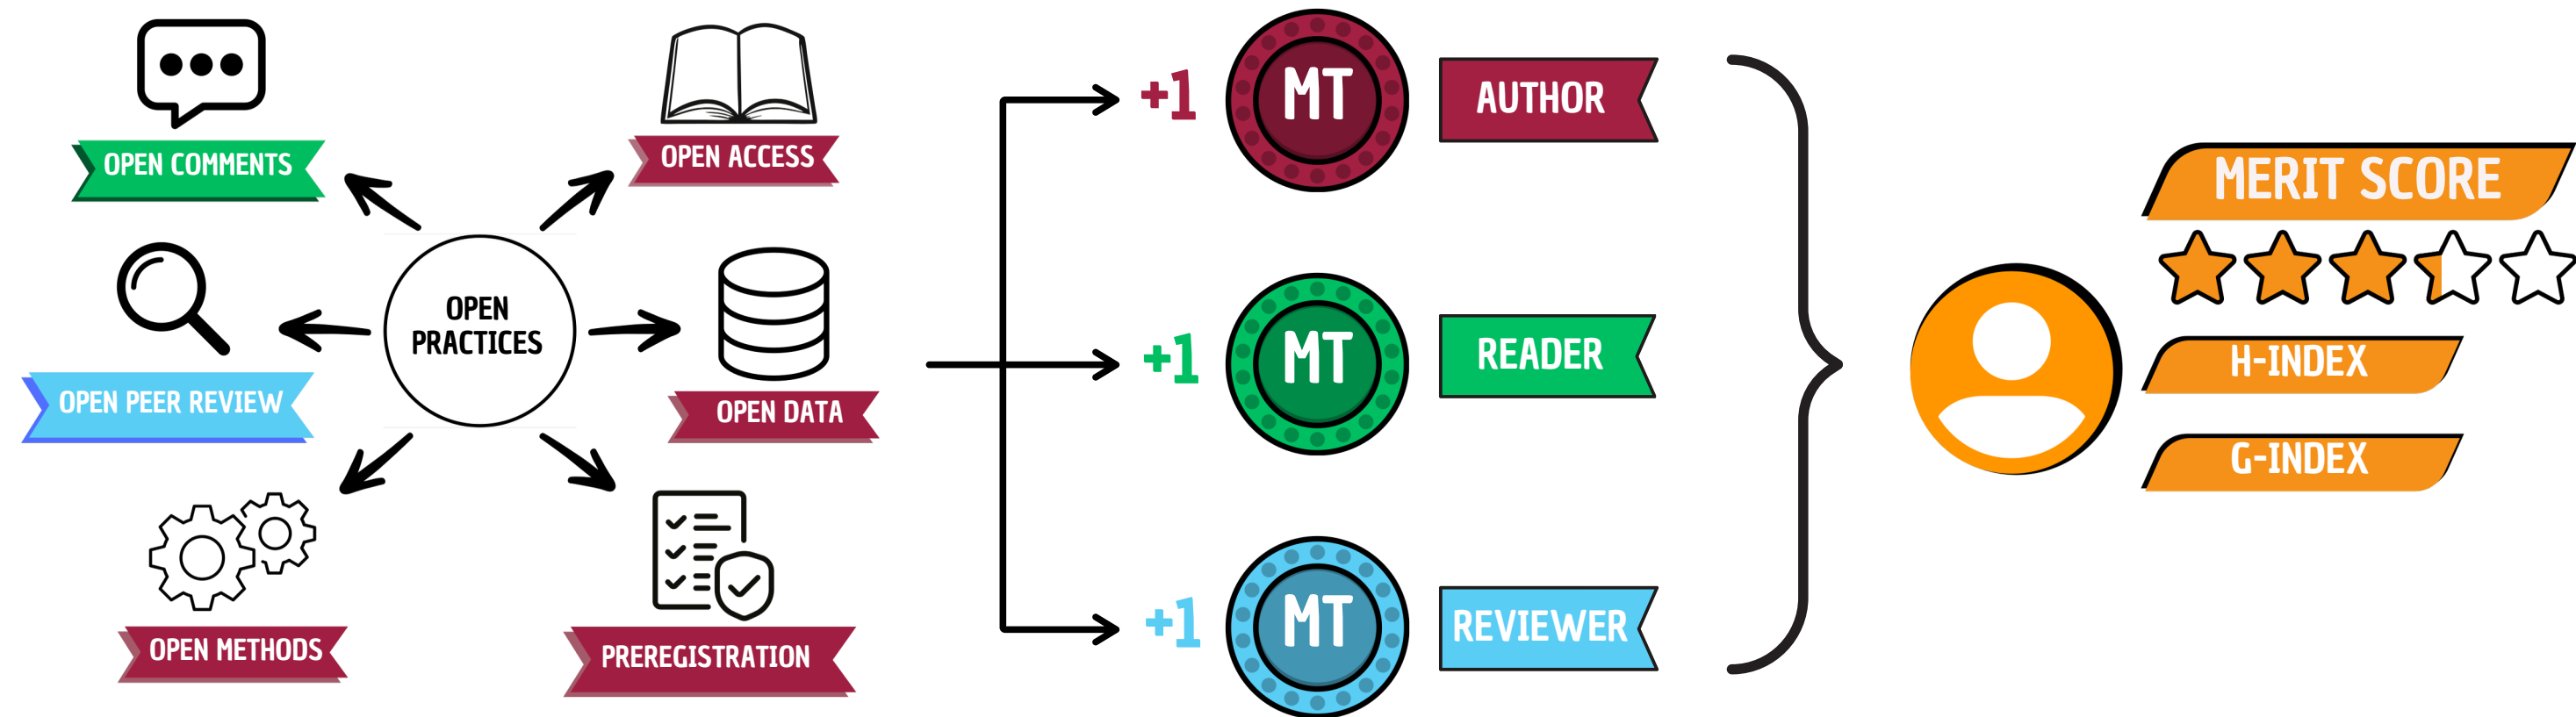 OPEN COMMENTS
OPEN ACCESS
OPEN PEER REVIEW
OPEN
PRACTICES
OPEN DATA
OPEN METHODS
PREREGISTRATION
+1
MT
AUTHOR
+1
MT
READER
+1
MT
REVIEWER
MERIT SCORE
H-INDEX
G-INDEX